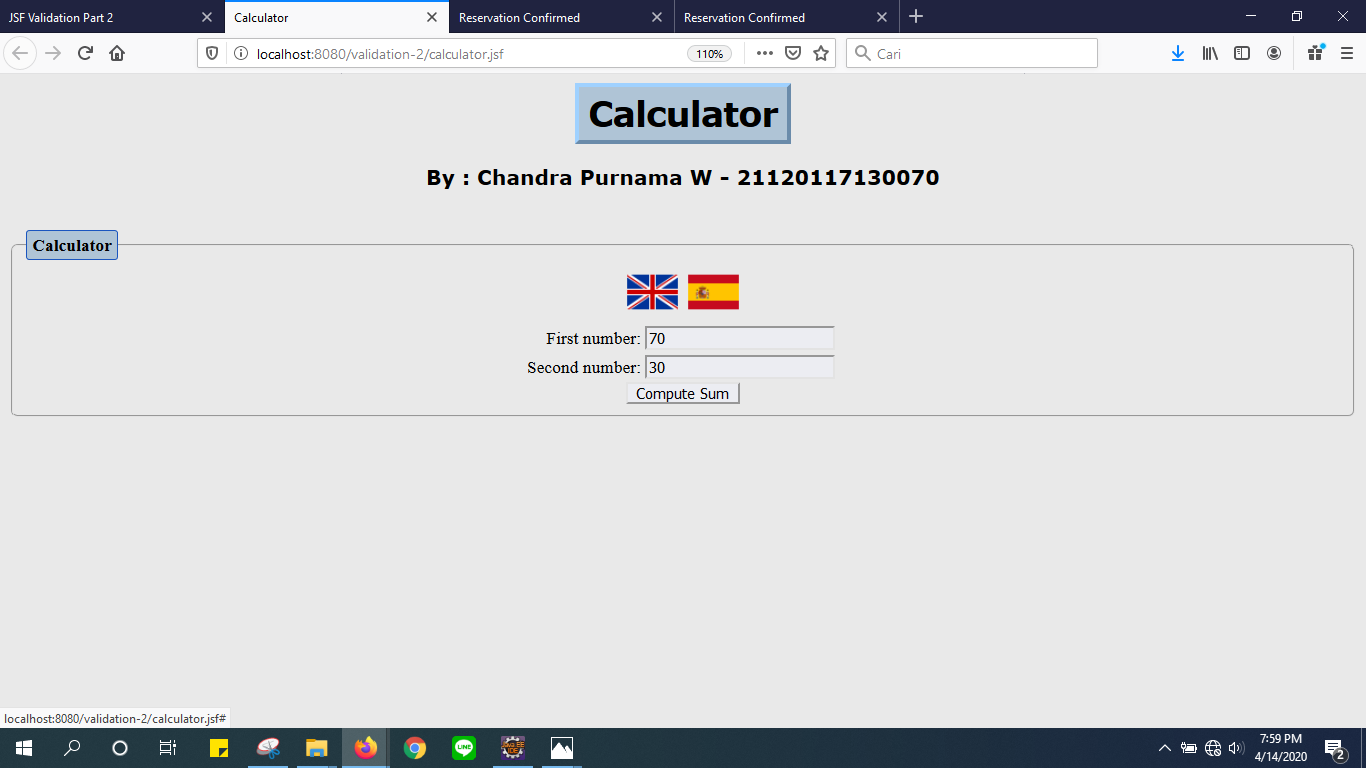 JSF Validation Part 2
Calculator
Reservation Confirmed
Reservation Confirmed
localhost:8080/validation-2/calculator.jsf
110%
Cari
Calculator
By : Chandra Purnama W - 21120117130070
Calculator
First number: 70
Second number: 30
Compute Sum
localhost:8080/validation-2/calculator.jsf#
LINE
7:59 PM
4/14/2020
2